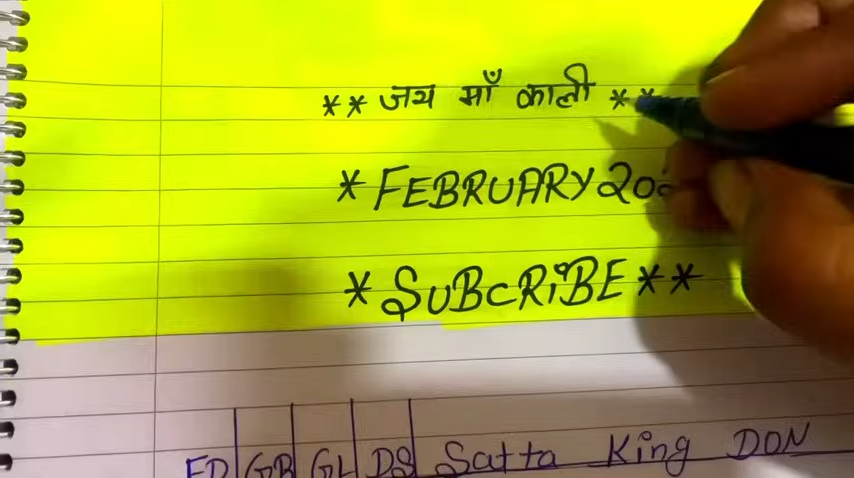 ** जय माँ काली **
* FEBRUARY
* SUBCRIBE **
FD GB GL DS Satta King DON